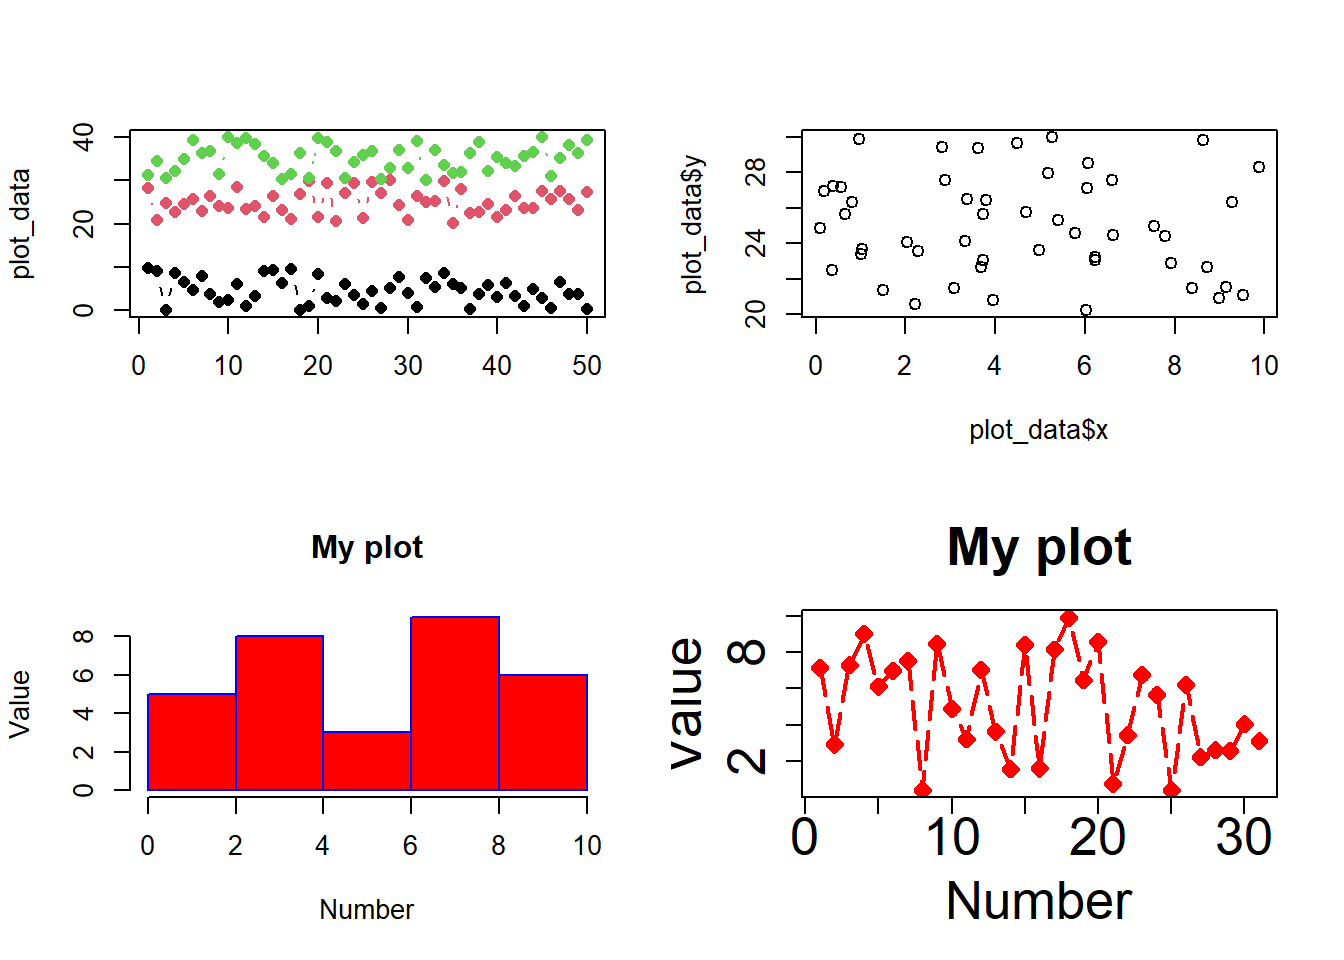 plot_data
0 20 40
0 10 20 30 40 50
plot_data$y
20 24 28
0 2 4 6 8 10
plot_data$x
My plot
Value
0 2 4 6 8
0 2 4 6 8 10
Number
My plot
value
2 8
0 10 20 30
Number